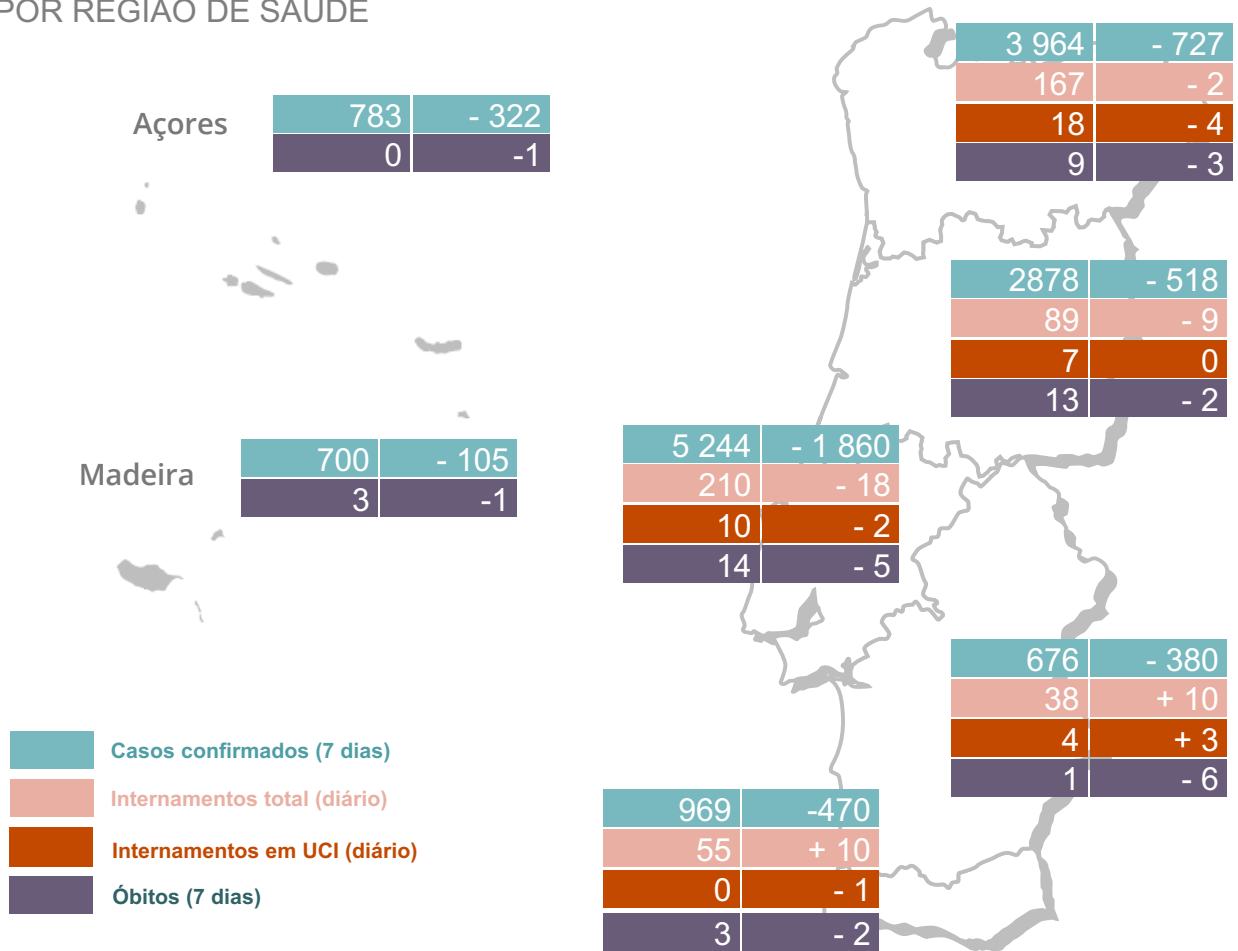 POR REGIÃO DE SAÚDE
3 964 - 727
167 - 2
18 - 4
9 - 3
Açores
783 - 322
0 -1
2878 - 518
89 - 9
7 0
13 - 2
Madeira
700 - 105
3 -1
5 244 - 1 860
210 - 18
10 - 2
14 - 5
676 - 380
38 + 10
4 + 3
1 - 6
969 -470
55 + 10
0 - 1
3 - 2
Casos confirmados (7 dias)
Internamentos total (diário)
Internamentos em UCI (diário)
Óbitos (7 dias)